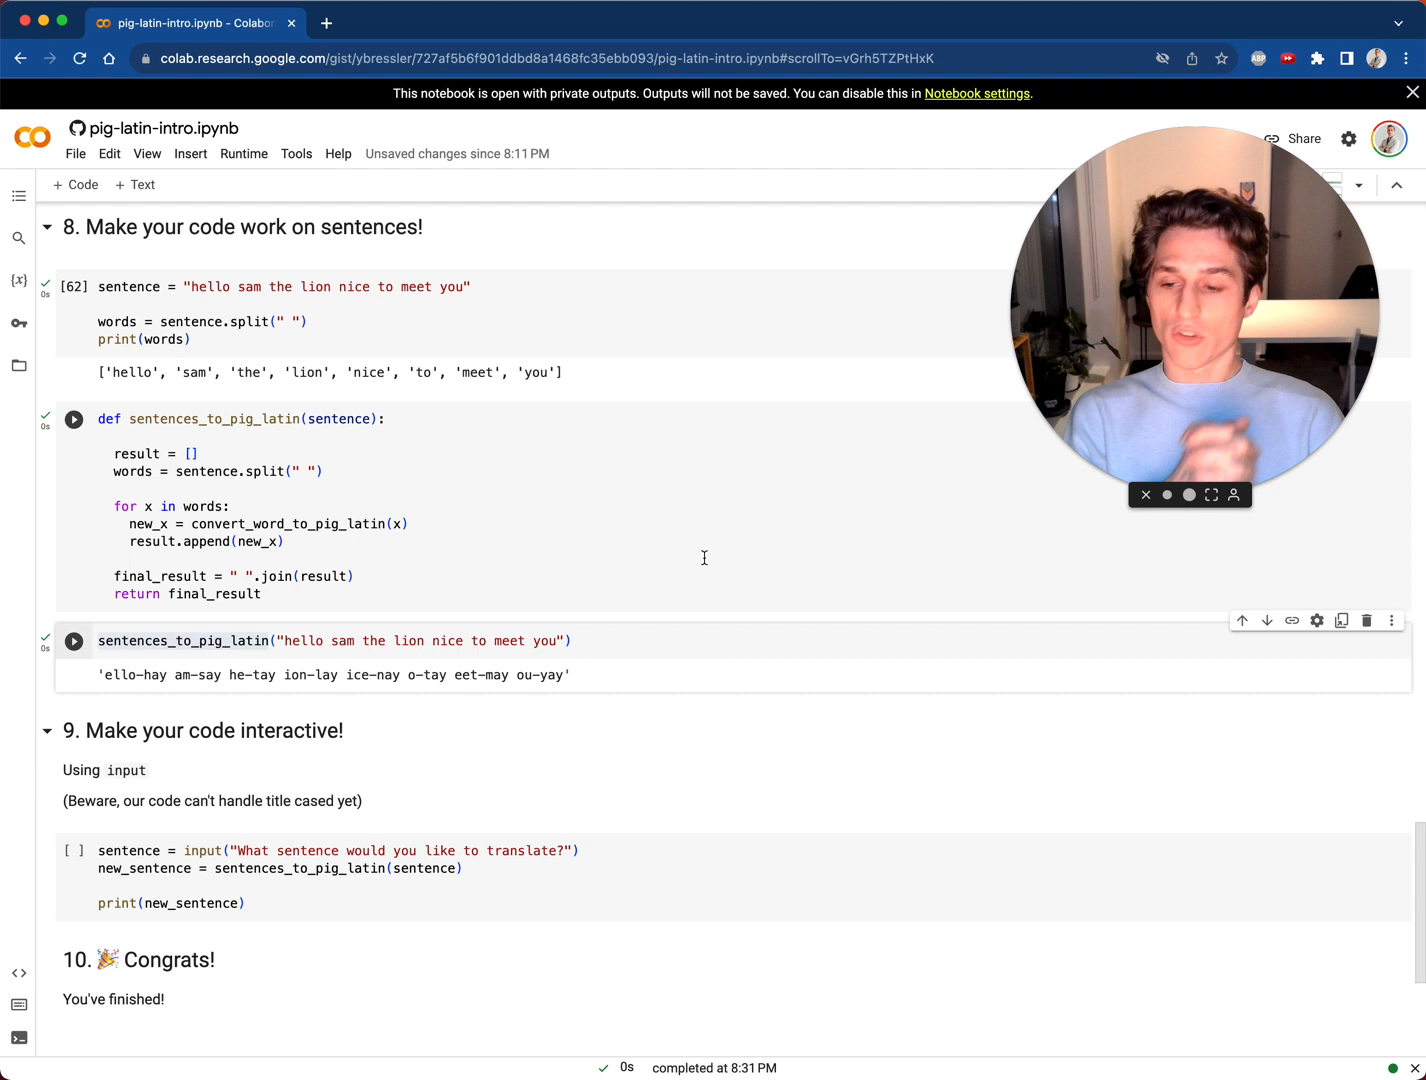 pig-latin-intro.ipynb - Colabor
colab.research.google.com/gist/ybressler/727af5b6f901ddbd8a1468fc35ebb093/pig-latin-intro.ipynb#scrollTo=vGrh5TZPtHxK
ABP
This notebook is open with private outputs. Outputs will not be saved. You can disable this in Notebook settings.
pig-latin-intro.ipynb
Share
File Edit View Insert Runtime Tools Help Unsaved changes since 8:11 PM
+ Code + Text
8. Make your code work on sentences!
[62] sentence = "hello sam the lion nice to meet you"
0s
words = sentence.split(" ")
print(words)
['hello', 'sam', 'the', 'lion', 'nice', 'to', 'meet', 'you']
def sentences_to_pig_latin(sentence):
0s
result = []
words = sentence.split(" ")
for x in words:
new_x = convert_word_to_pig_latin(x)
result.append(new_x)
final_result = " ".join(result)
return final_result
sentences_to_pig_latin("hello sam the lion nice to meet you")
0s
'ello-hay am-say he-tay ion-lay ice-nay o-tay eet-may ou-yay'
9. Make your code interactive!
Using input
(Beware, our code can't handle title cased yet)
[ ] sentence = input("What sentence would you like to translate?")
new_sentence = sentences_to_pig_latin(sentence)
print(new_sentence)
10. 🎉 Congrats!
You've finished!
0s completed at 8:31 PM